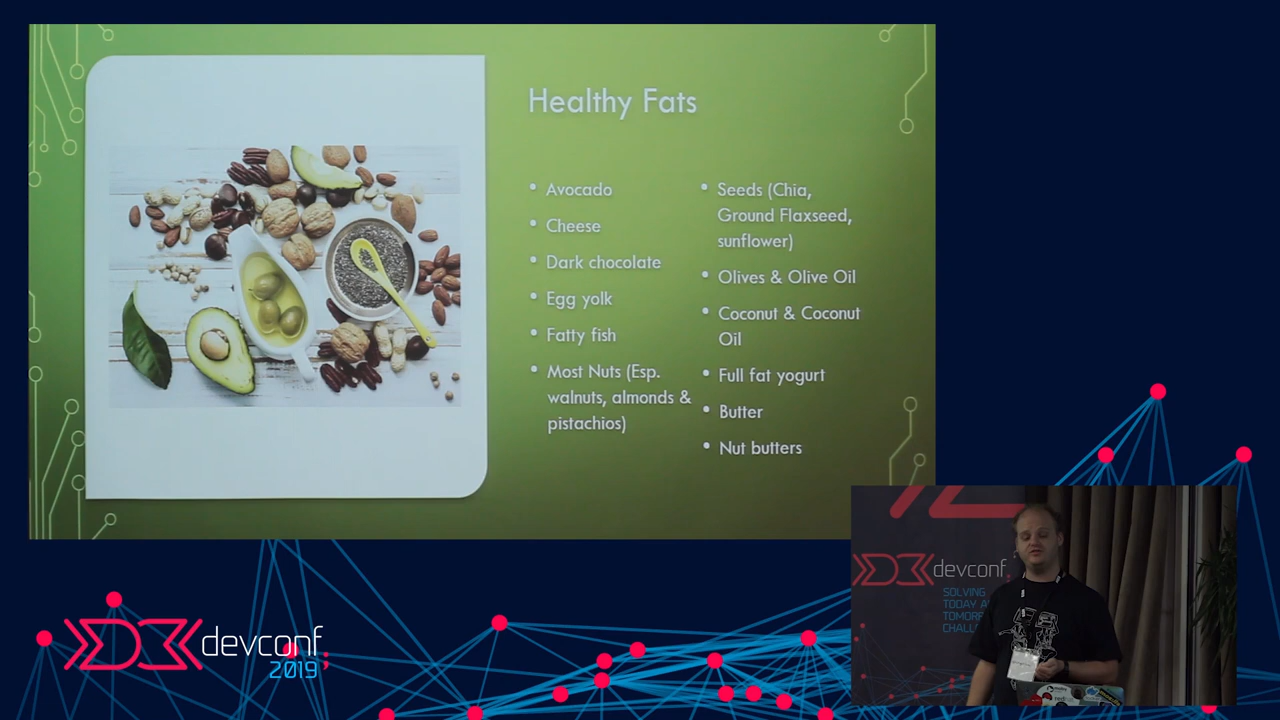 Healthy Fats
• Avocado
• Cheese
• Dark chocolate
• Egg yolk
• Fatty fish
• Most Nuts (Esp.
walnuts, almonds &
pistachios)
• Seeds (Chia,
Ground Flaxseed,
sunflower)
• Olives & Olive Oil
• Coconut & Coconut
Oil
• Full fat yogurt
• Butter
• Nut butters
devconf;
2019
devconf
SOLVING
TODAY
TOMOR
CHALL